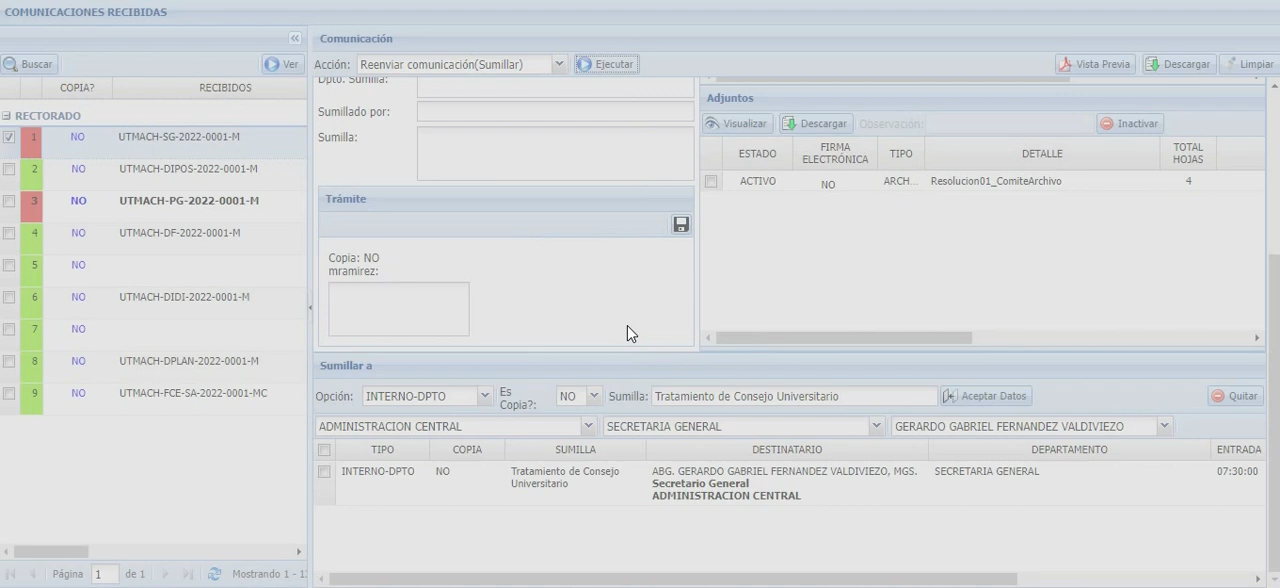 COMUNICACIONES RECIBIDAS
Buscar
Ver
COPIA?
RECIBIDOS
RECTORADO
1 NO UTMACH-SG-2022-0001-M
2 NO UTMACH-DIPOS-2022-0001-M
3 NO UTMACH-PG-2022-0001-M
4 NO UTMACH-DF-2022-0001-M
5 NO
6 NO UTMACH-DIDI-2022-0001-M
7 NO
8 NO UTMACH-DPLAN-2022-0001-M
9 NO UTMACH-FCE-SA-2022-0001-MC
Página 1 de 1
Mostrando 1 -
Comunicación
Acción: Reenviar comunicación(Sumillar) Ejecutar
Vista Previa Descargar Limpiar
Dpto. Sumilla:
Sumillado por:
Sumilla:
Trámite
Copia: NO
mramirez:
Adjuntos
Visualizar Descargar Observación: Inactivar
ESTADO
FIRMA
ELECTRÓNICA
TIPO
DETALLE
TOTAL
HOJAS
ACTIVO NO ARCH... Resolucion01_ComiteArchivo 4
Sumillar a
Opción: INTERNO-DPTO
Es
Copia?:
NO Sumilla: Tratamiento de Consejo Universitario Aceptar Datos Quitar
ADMINISTRACION CENTRAL SECRETARIA GENERAL GERARDO GABRIEL FERNANDEZ VALDIVIEZO
TIPO COPIA SUMILLA DESTINATARIO DEPARTAMENTO ENTRADA
INTERNO-DPTO NO
Tratamiento de Consejo
Universitario
ABG. GERARDO GABRIEL FERNANDEZ VALDIVIEZO, MGS.
Secretario General
ADMINISTRACION CENTRAL
SECRETARIA GENERAL
07:30:00